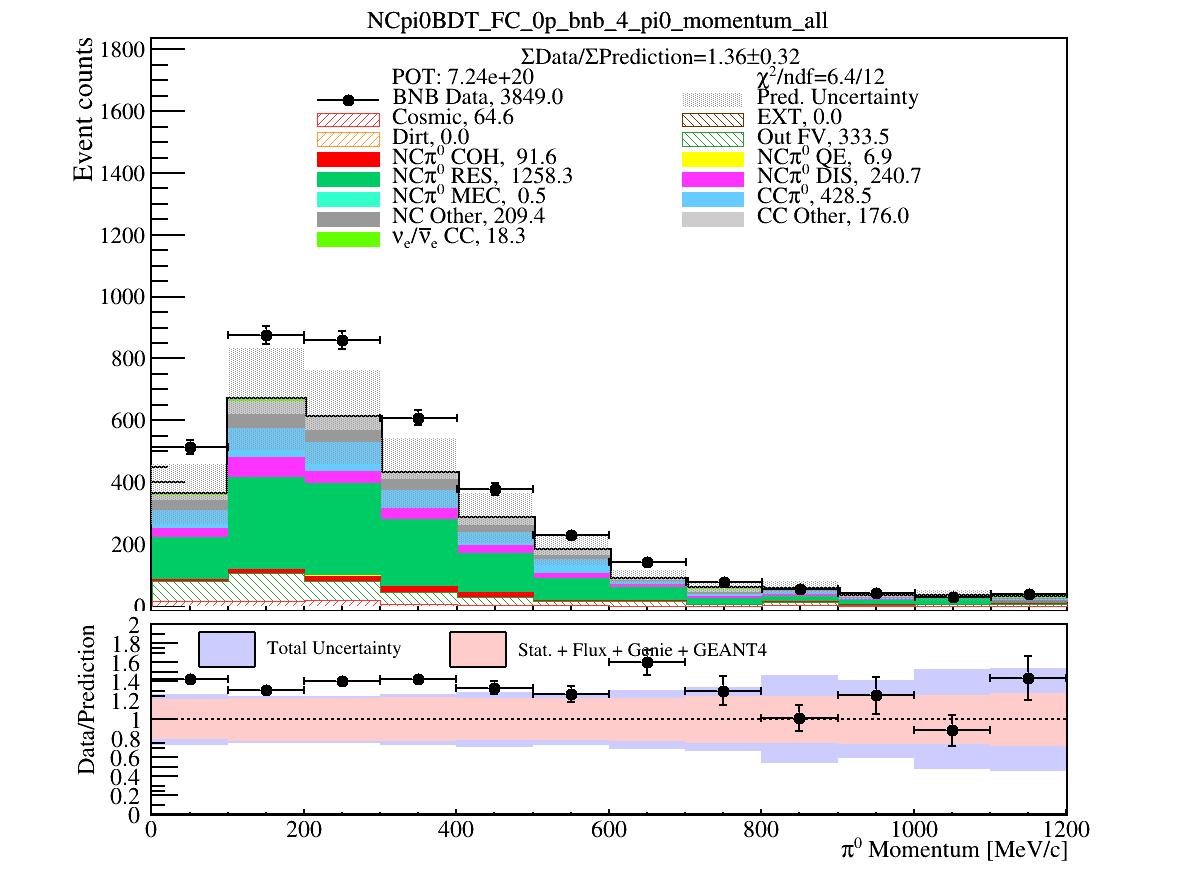 NCpi0BDT_FC_0p_bnb_4_pi0_momentum_all
ΣData/ΣPrediction=1.36±0.32
POT: 7.24e+20
χ²/ndf=6.4/12
BNB Data, 3849.0
Pred. Uncertainty
Cosmic, 64.6
EXT, 0.0
Dirt, 0.0
Out FV, 333.5
NCπ⁰ COH, 91.6
NCπ⁰ QE, 6.9
NCπ⁰ RES, 1258.3
NCπ⁰ DIS, 240.7
NCπ⁰ MEC, 0.5
CCπ⁰, 428.5
NC Other, 209.4
CC Other, 176.0
νₑ/ν̅ₑ CC, 18.3
Event counts
1800
1600
1400
1200
1000
800
600
400
200
0
Total Uncertainty
Stat. + Flux + Genie + GEANT4
Data/Prediction
2
1.8
1.6
1.4
1.2
1
0.8
0.6
0.4
0.2
0
0 200 400 600 800 1000 1200
π⁰ Momentum [MeV/c]